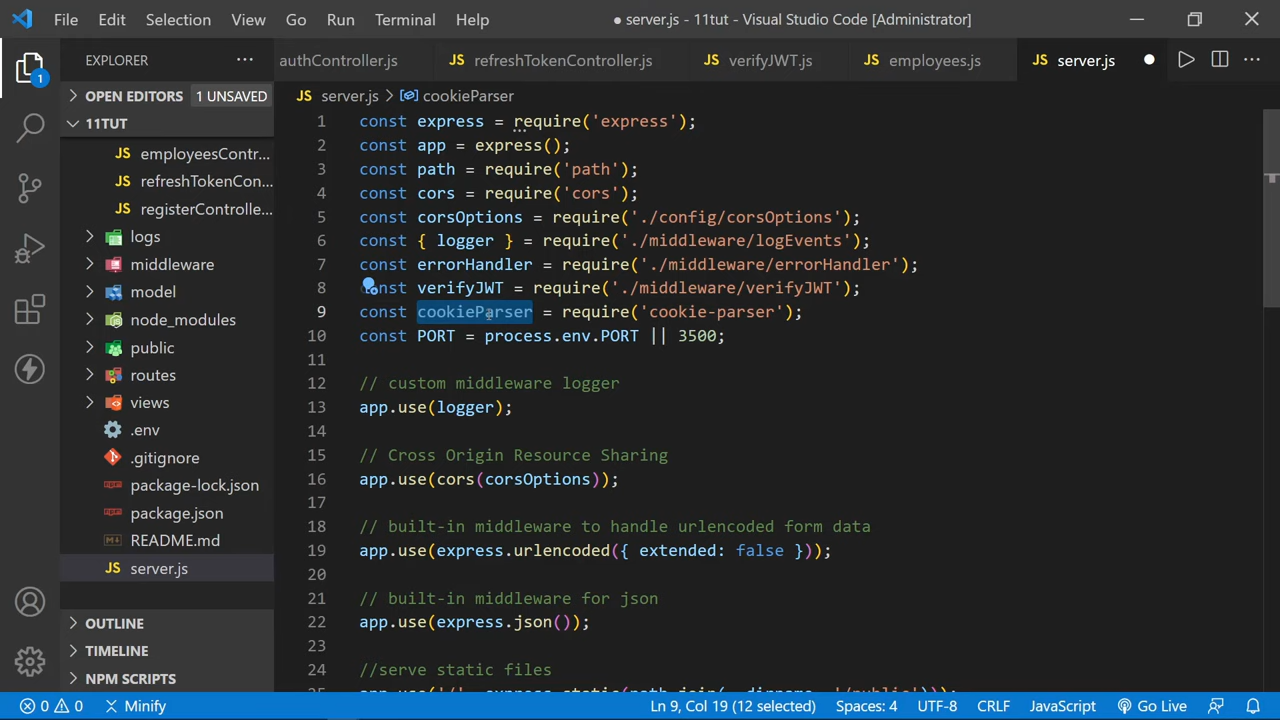 File Edit Selection View Go Run Terminal Help
● server.js - 11tut - Visual Studio Code [Administrator]
EXPLORER ...
authController.js
JS refreshTokenController.js
JS verifyJWT.js
JS employees.js
JS server.js
1
OPEN EDITORS 1 UNSAVED
11TUT
JS employeesContr...
JS refreshTokenCon...
JS registerControlle...
logs
middleware
model
node_modules
public
routes
views
.env
.gitignore
package-lock.json
package.json
README.md
JS server.js
OUTLINE
TIMELINE
NPM SCRIPTS
JS server.js > cookieParser
1 const express = require('express');
2 const app = express();
3 const path = require('path');
4 const cors = require('cors');
5 const corsOptions = require('./config/corsOptions');
6 const { logger } = require('./middleware/logEvents');
7 const errorHandler = require('./middleware/errorHandler');
8 const verifyJWT = require('./middleware/verifyJWT');
9 const cookieParser = require('cookie-parser');
10 const PORT = process.env.PORT || 3500;
11
12 // custom middleware logger
13 app.use(logger);
14
15 // Cross Origin Resource Sharing
16 app.use(cors(corsOptions));
17
18 // built-in middleware to handle urlencoded form data
19 app.use(express.urlencoded({ extended: false }));
20
21 // built-in middleware for json
22 app.use(express.json());
23
24 //serve static files
25 app.use('/', express.static(path.join(__dirname, '/public')));
0 0 Minify
Ln 9, Col 19 (12 selected) Spaces: 4 UTF-8 CRLF JavaScript Go Live